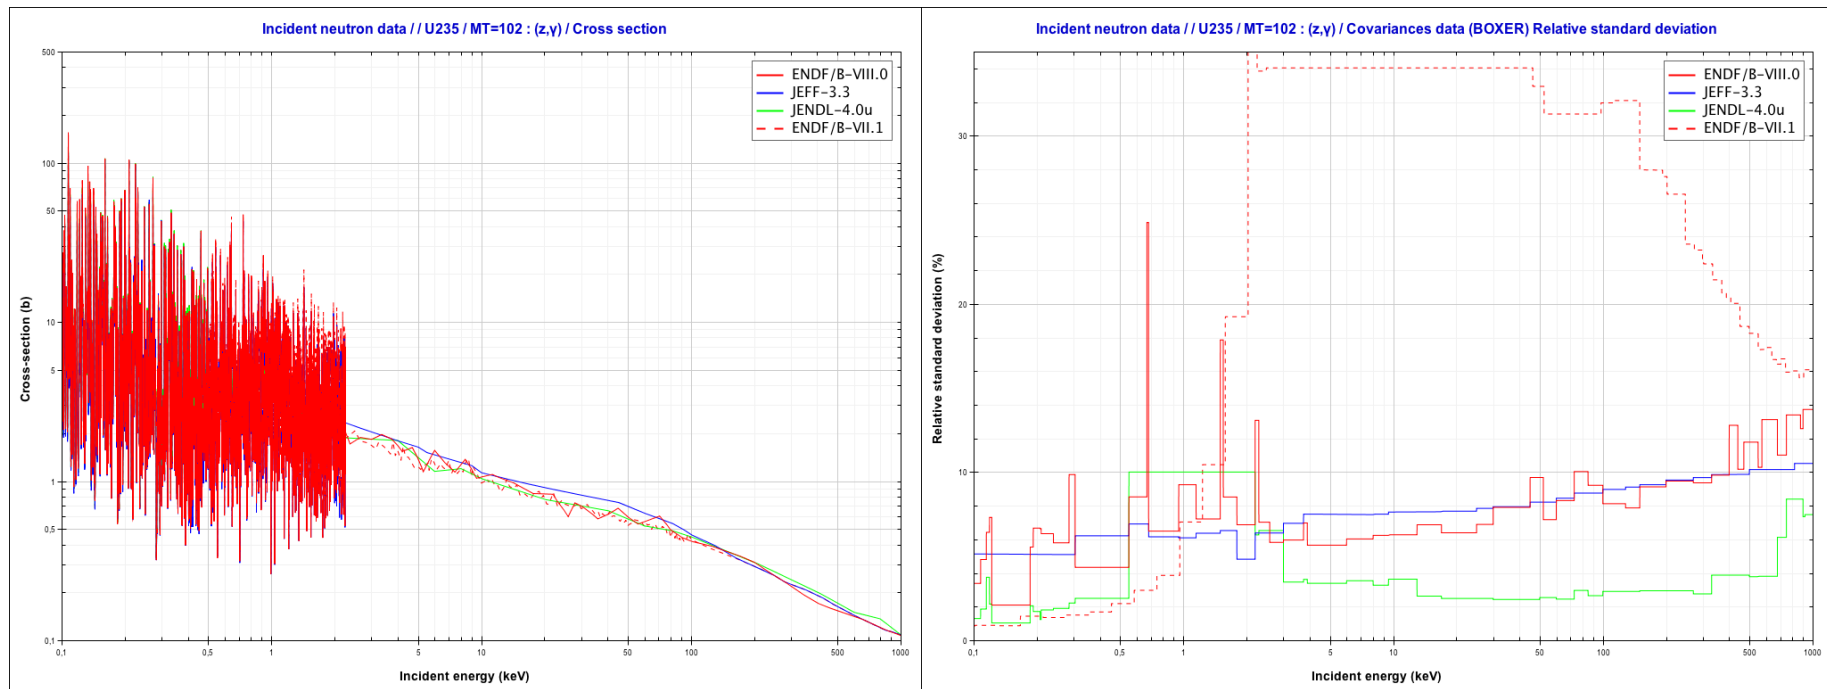 Incident neutron data / / U235 / MT=102 : (z,γ) / Cross section
500
100
50
10
5
1
0,5
0,1
Cross-section (b)
ENDF/B-VIII.0
JEFF-3.3
JENDL-4.0u
ENDF/B-VII.1
0,1
0,5
1
5
10
50
100
500
1000
Incident energy (keV)
Incident neutron data / / U235 / MT=102 : (z,γ) / Covariances data (BOXER) Relative standard deviation
30
20
10
0
Relative standard deviation (%)
ENDF/B-VIII.0
JEFF-3.3
JENDL-4.0u
ENDF/B-VII.1
0,1
0,5
1
5
10
50
100
500
1000
Incident energy (keV)